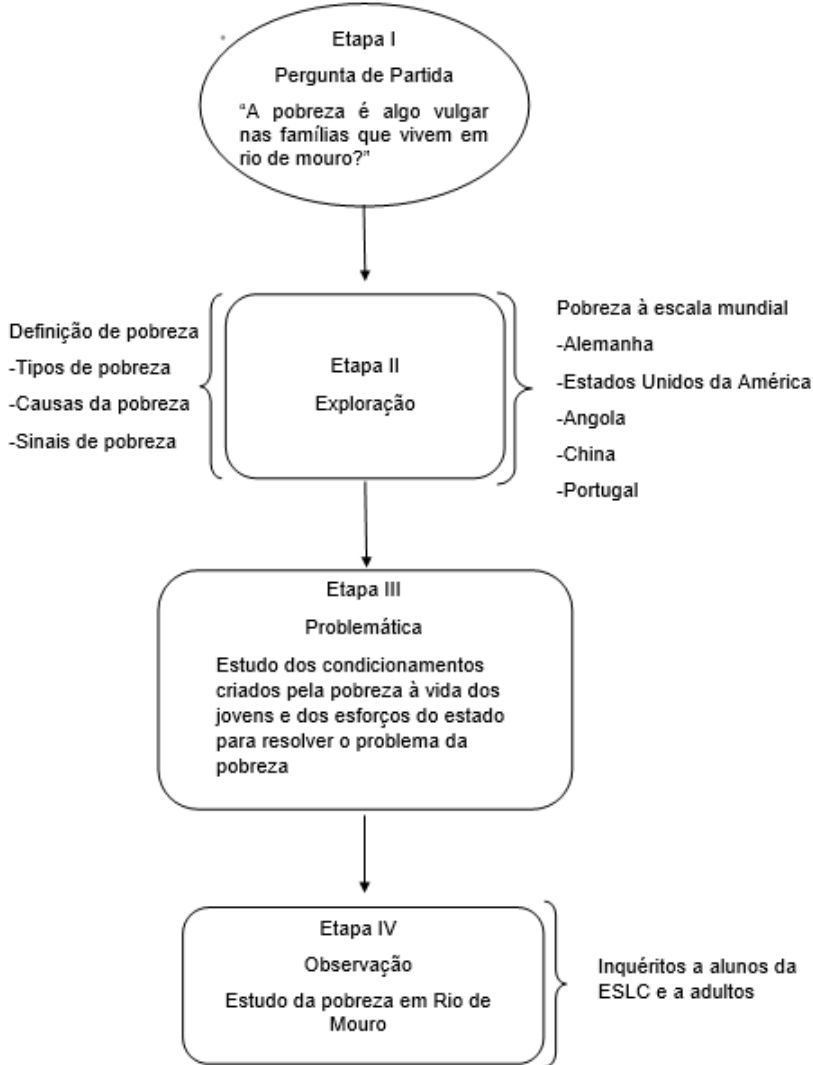 Etapa I
Pergunta de Partida
“A pobreza é algo vulgar
nas famílias que vivem em
rio de mouro?”
Definição de pobreza
-Tipos de pobreza
-Causas da pobreza
-Sinais de pobreza
Etapa II
Exploração
Pobreza à escala mundial
-Alemanha
-Estados Unidos da América
-Angola
-China
-Portugal
Etapa III
Problemática
Estudo dos condicionamentos
criados pela pobreza à vida dos
jovens e dos esforços do estado
para resolver o problema da
pobreza
Etapa IV
Observação
Estudo da pobreza em Rio de
Mouro
Inquéritos a alunos da
ESLC e a adultos